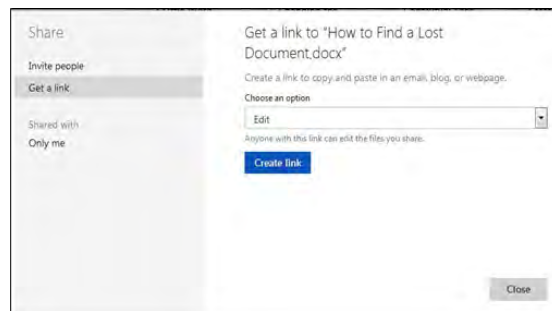 Share
Invite people
Get a link
Shared with
Only me
Get a link to "How to Find a Lost
Document.docx"
Create a link to copy and paste in an email, blog, or webpage.
Choose an option
Edit
Anyone with this link can edit the files you share.
Create link
Close